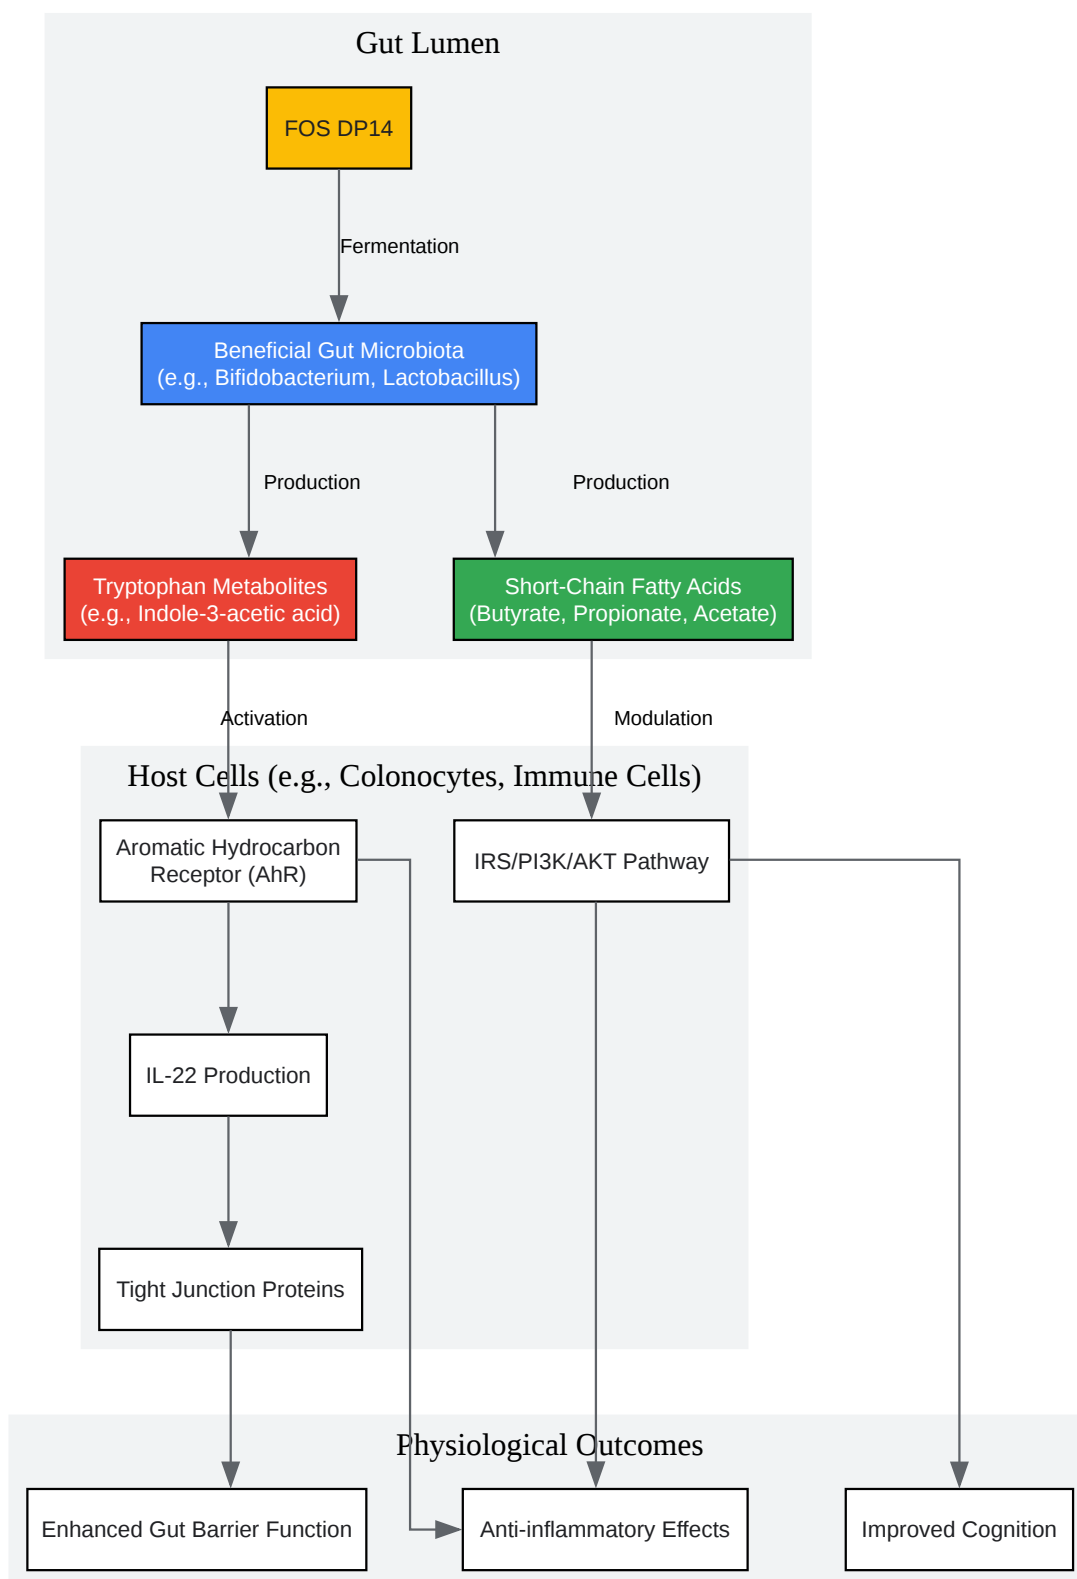 Gut Lumen
FOS DP14
Fermentation
Beneficial Gut Microbiota
(e.g., Bifidobacterium, Lactobacillus)
Production
Production
Tryptophan Metabolites
(e.g., Indole-3-acetic acid)
Short-Chain Fatty Acids
(Butyrate, Propionate, Acetate)
Activation
Modulation
Host Cells (e.g., Colonocytes, Immune Cells)
Aromatic Hydrocarbon
Receptor (AhR)
IRS/PI3K/AKT Pathway
IL-22 Production
Tight Junction Proteins
Physiological Outcomes
Enhanced Gut Barrier Function
Anti-inflammatory Effects
Improved Cognition